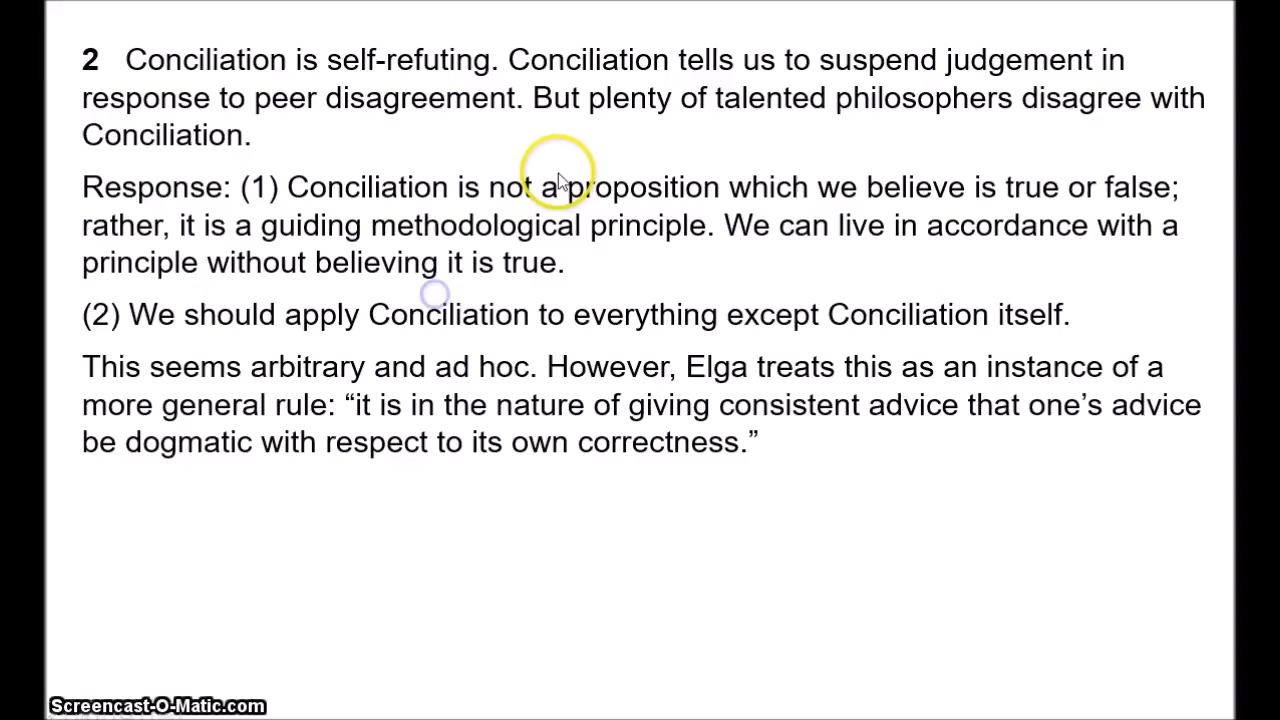 2 Conciliation is self-refuting. Conciliation tells us to suspend judgement in
response to peer disagreement. But plenty of talented philosophers disagree with
Conciliation.
Response: (1) Conciliation is not a proposition which we believe is true or false;
rather, it is a guiding methodological principle. We can live in accordance with a
principle without believing it is true.
(2) We should apply Conciliation to everything except Conciliation itself.
This seems arbitrary and ad hoc. However, Elga treats this as an instance of a
more general rule: “it is in the nature of giving consistent advice that one’s advice
be dogmatic with respect to its own correctness.”
Screencast-O-Matic.com